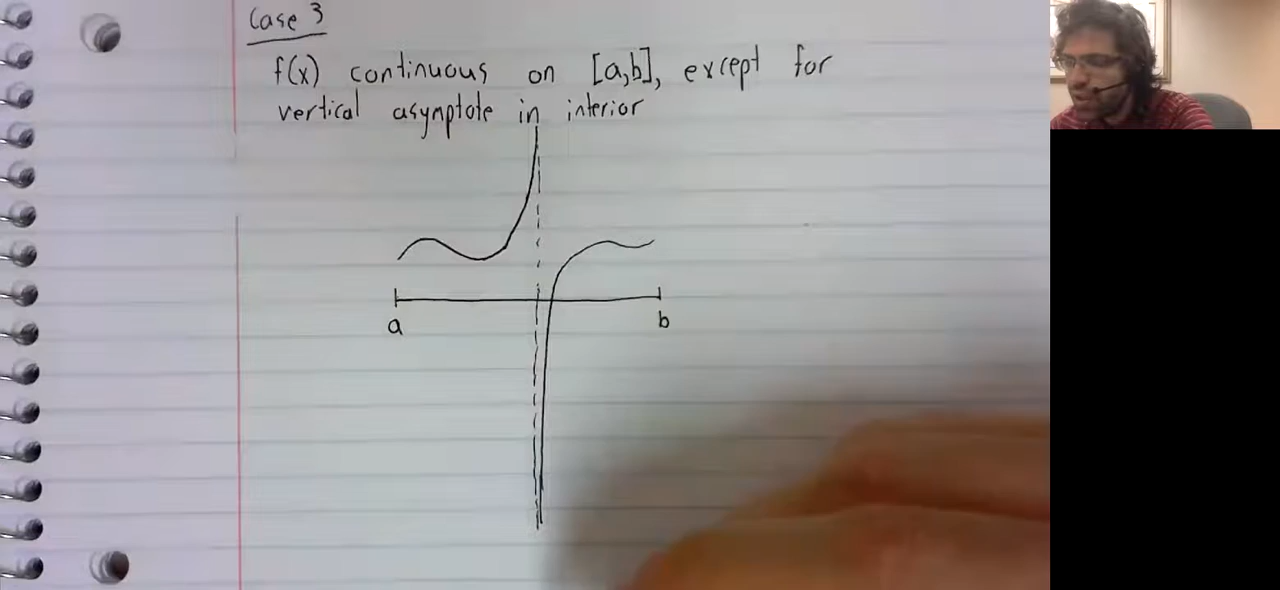 Case 3
f(x) continuous on [a,b], except for
vertical asymptote in interior
a
b